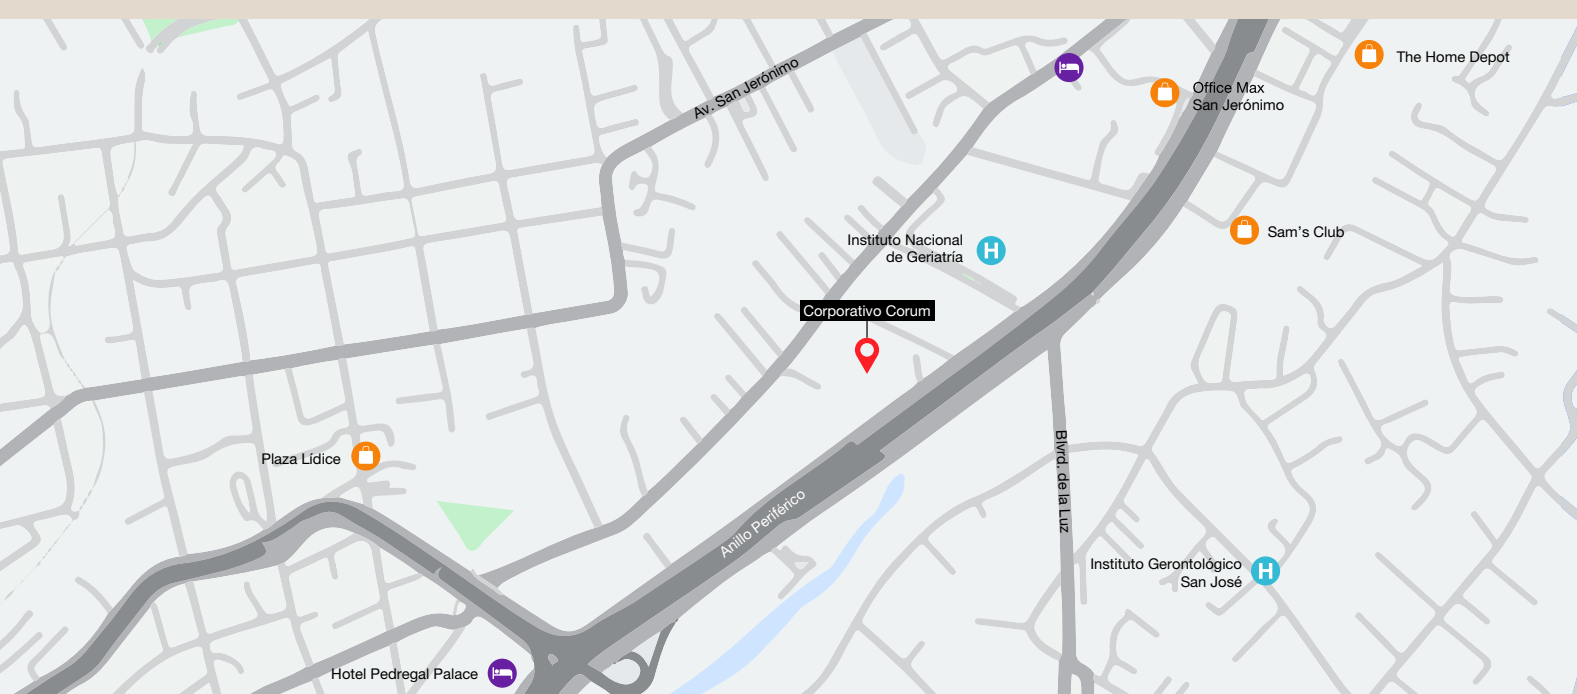 The Home Depot
Av. San Jerónimo
Office Max
San Jerónimo
Sam’s Club
Instituto Nacional
de Geriatría
H
Corporativo Corum
Plaza Lídice
Blvrd. de la Luz
Anillo Periférico
Instituto Gerontológico
San José
H
Hotel Pedregal Palace